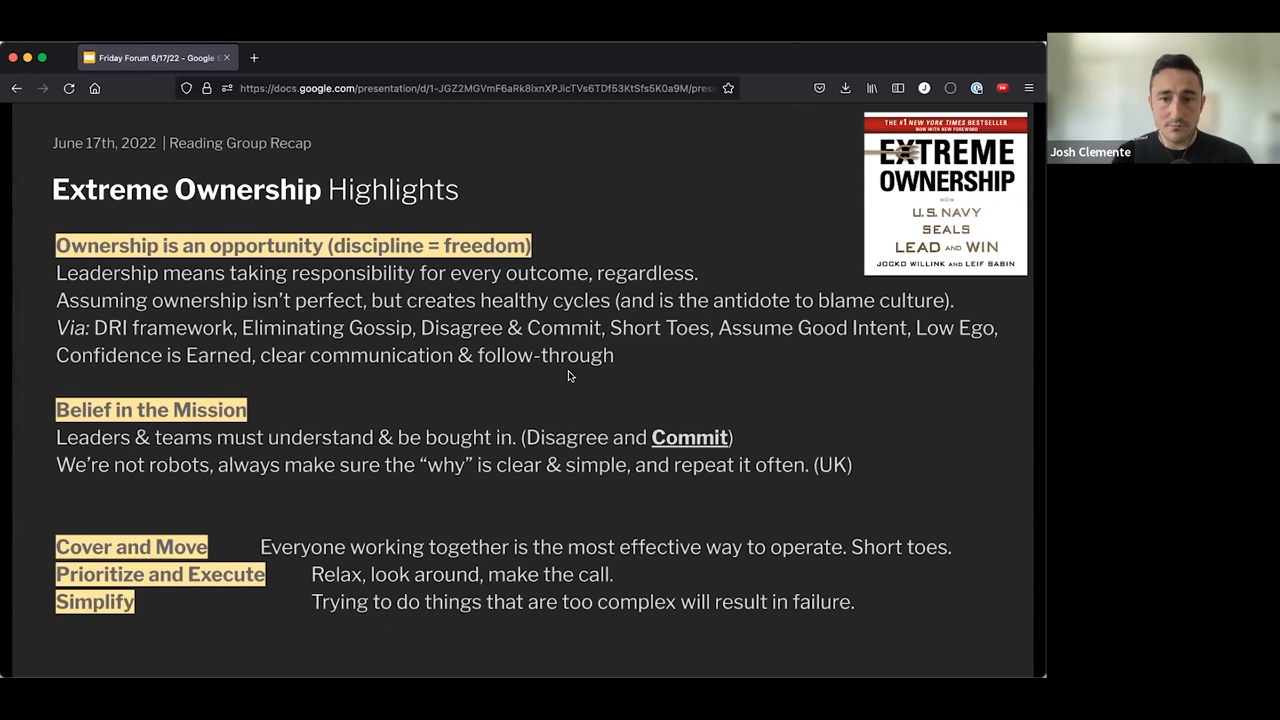 Friday Forum 6/17/22 - Google S
https://docs.google.com/presentation/d/1-JGZ2MGVmF6aRk8ixnXPJicTVs6TDf53KtSfs5K0a9M/pres
June 17th, 2022 | Reading Group Recap
Extreme Ownership Highlights
THE #1 NEW YORK TIMES BESTSELLER
NOW WITH NEW FOREWORD
EXTREME
OWNERSHIP
HOW
U.S. NAVY
SEALS
LEAD AND WIN
JOCKO WILLINK AND LEIF BABIN
Josh Clemente
Ownership is an opportunity (discipline = freedom)
Leadership means taking responsibility for every outcome, regardless.
Assuming ownership isn't perfect, but creates healthy cycles (and is the antidote to blame culture).
Via: DRI framework, Eliminating Gossip, Disagree & Commit, Short Toes, Assume Good Intent, Low Ego,
Confidence is Earned, clear communication & follow-through
Belief in the Mission
Leaders & teams must understand & be bought in. (Disagree and Commit)
We're not robots, always make sure the “why” is clear & simple, and repeat it often. (UK)
Cover and Move Everyone working together is the most effective way to operate. Short toes.
Prioritize and Execute Relax, look around, make the call.
Simplify Trying to do things that are too complex will result in failure.